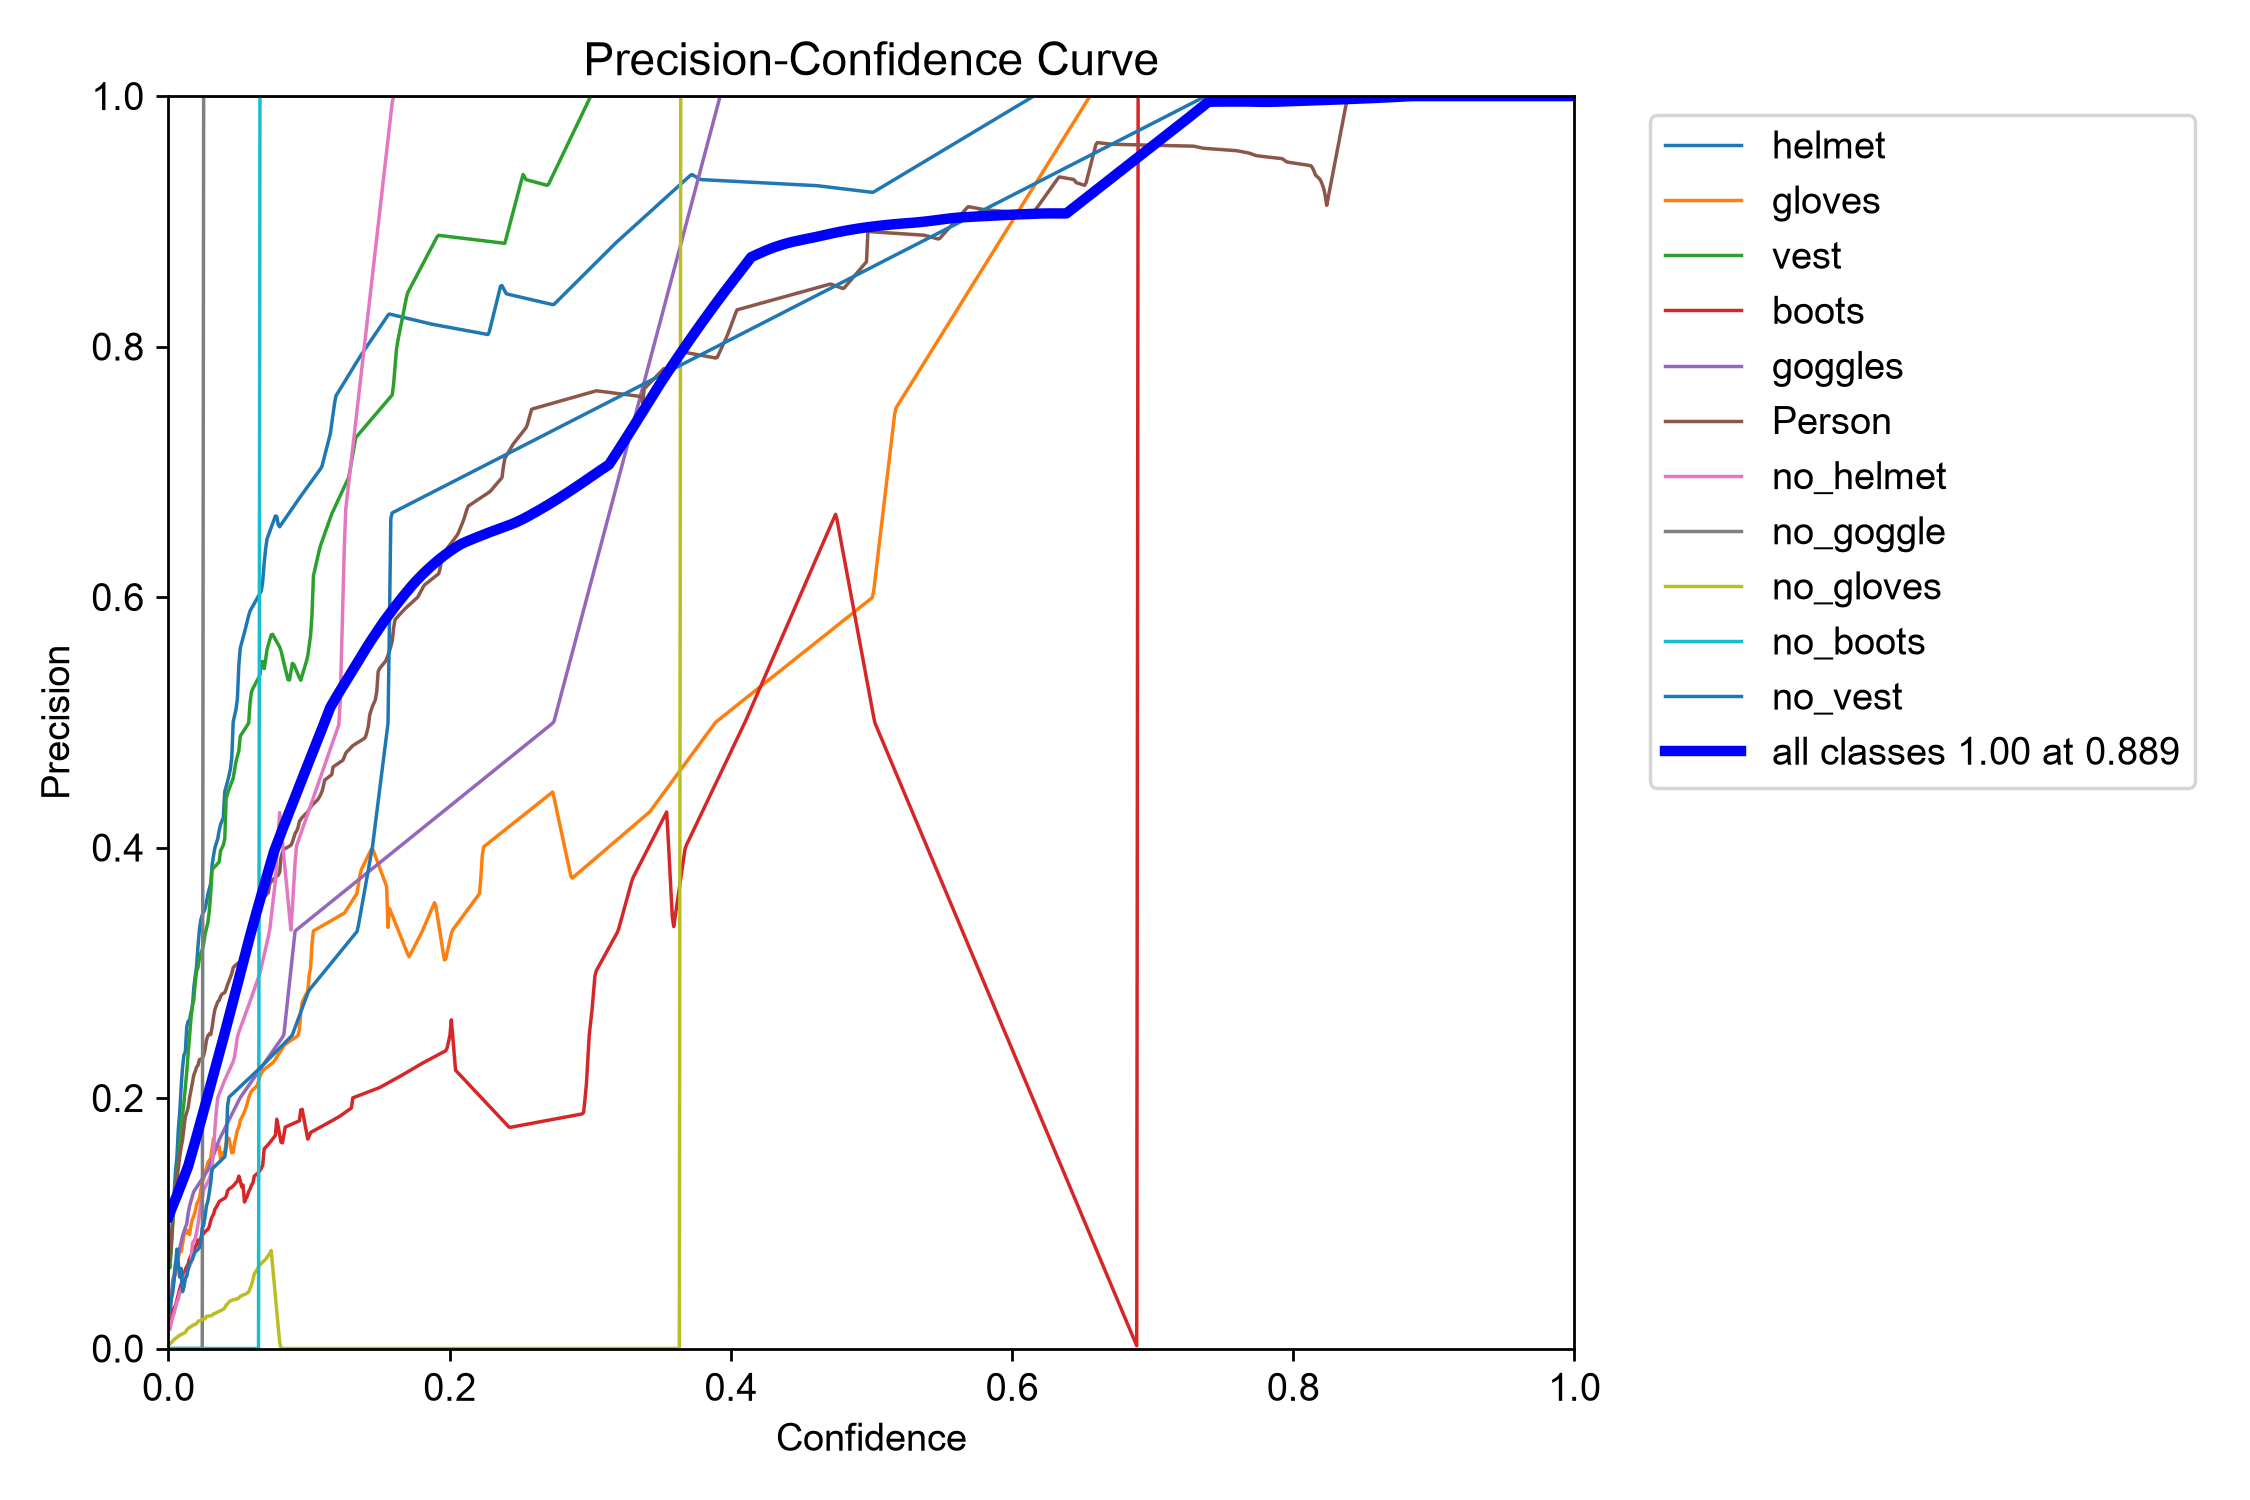 Precision-Confidence Curve
1.0
0.8
0.6
0.4
0.2
0.0
Precision
0.0 0.2 0.4 0.6 0.8 1.0
Confidence
helmet
gloves
vest
boots
goggles
Person
no_helmet
no_goggle
no_gloves
no_boots
no_vest
all classes 1.00 at 0.889